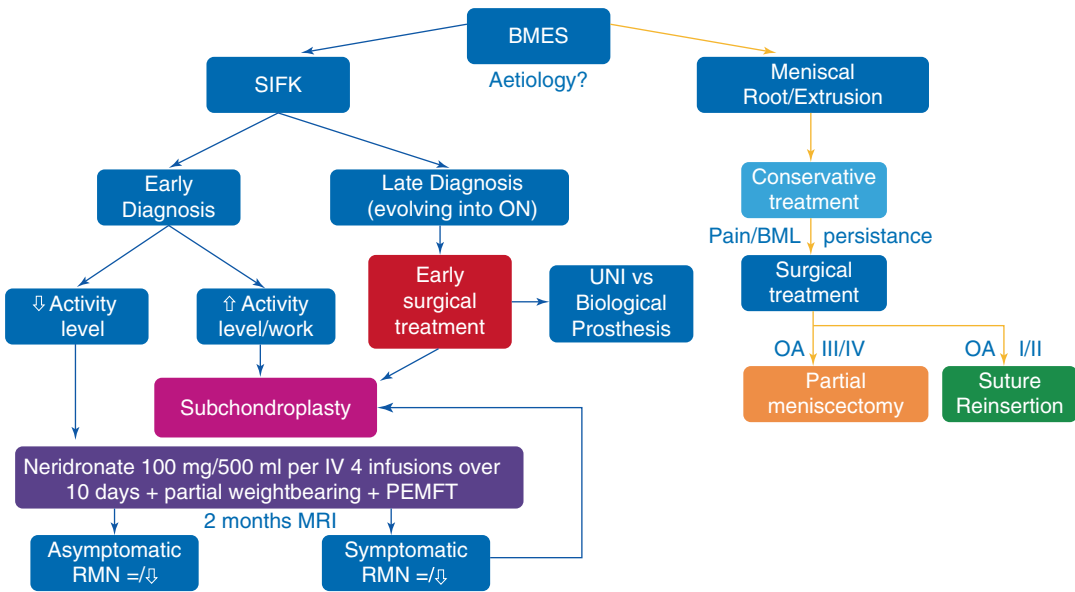 BMES
Aetiology?
SIFK
Meniscal
Root/Extrusion
Early
Diagnosis
Late Diagnosis
(evolving into ON)
Conservative
treatment
Pain/BML persistance
⇩ Activity
level
⇧ Activity
level/work
Early
surgical
treatment
UNI vs
Biological
Prosthesis
Surgical
treatment
OA III/IV
OA I/II
Partial
meniscectomy
Suture
Reinsertion
Subchondroplasty
Neridronate 100 mg/500 ml per IV 4 infusions over
10 days + partial weightbearing + PEMFT
2 months MRI
Asymptomatic
RMN =/⇩
Symptomatic
RMN =/⇩